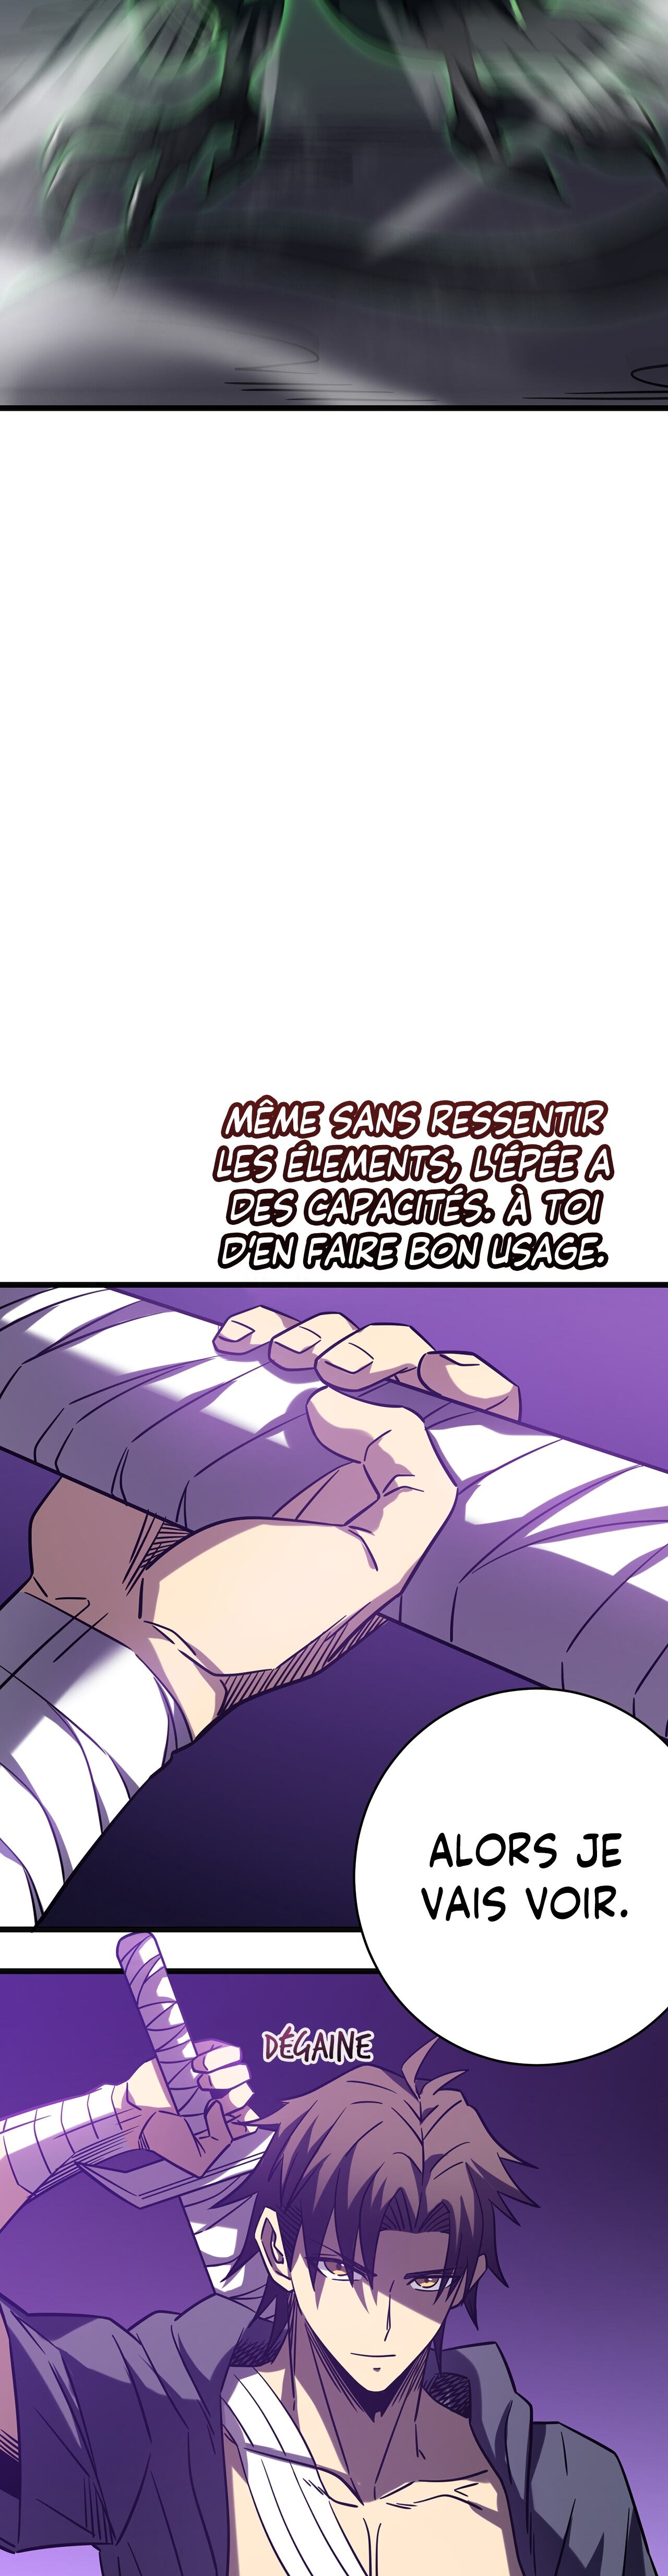 MÊME SANS RESSENTIR
LES ÉLEMENTS, L'ÉPÉE A
DES CAPACITÉS. À TOI
D'EN FAIRE BON USAGE.
ALORS JE
VAIS VOIR.
DÉGAINE